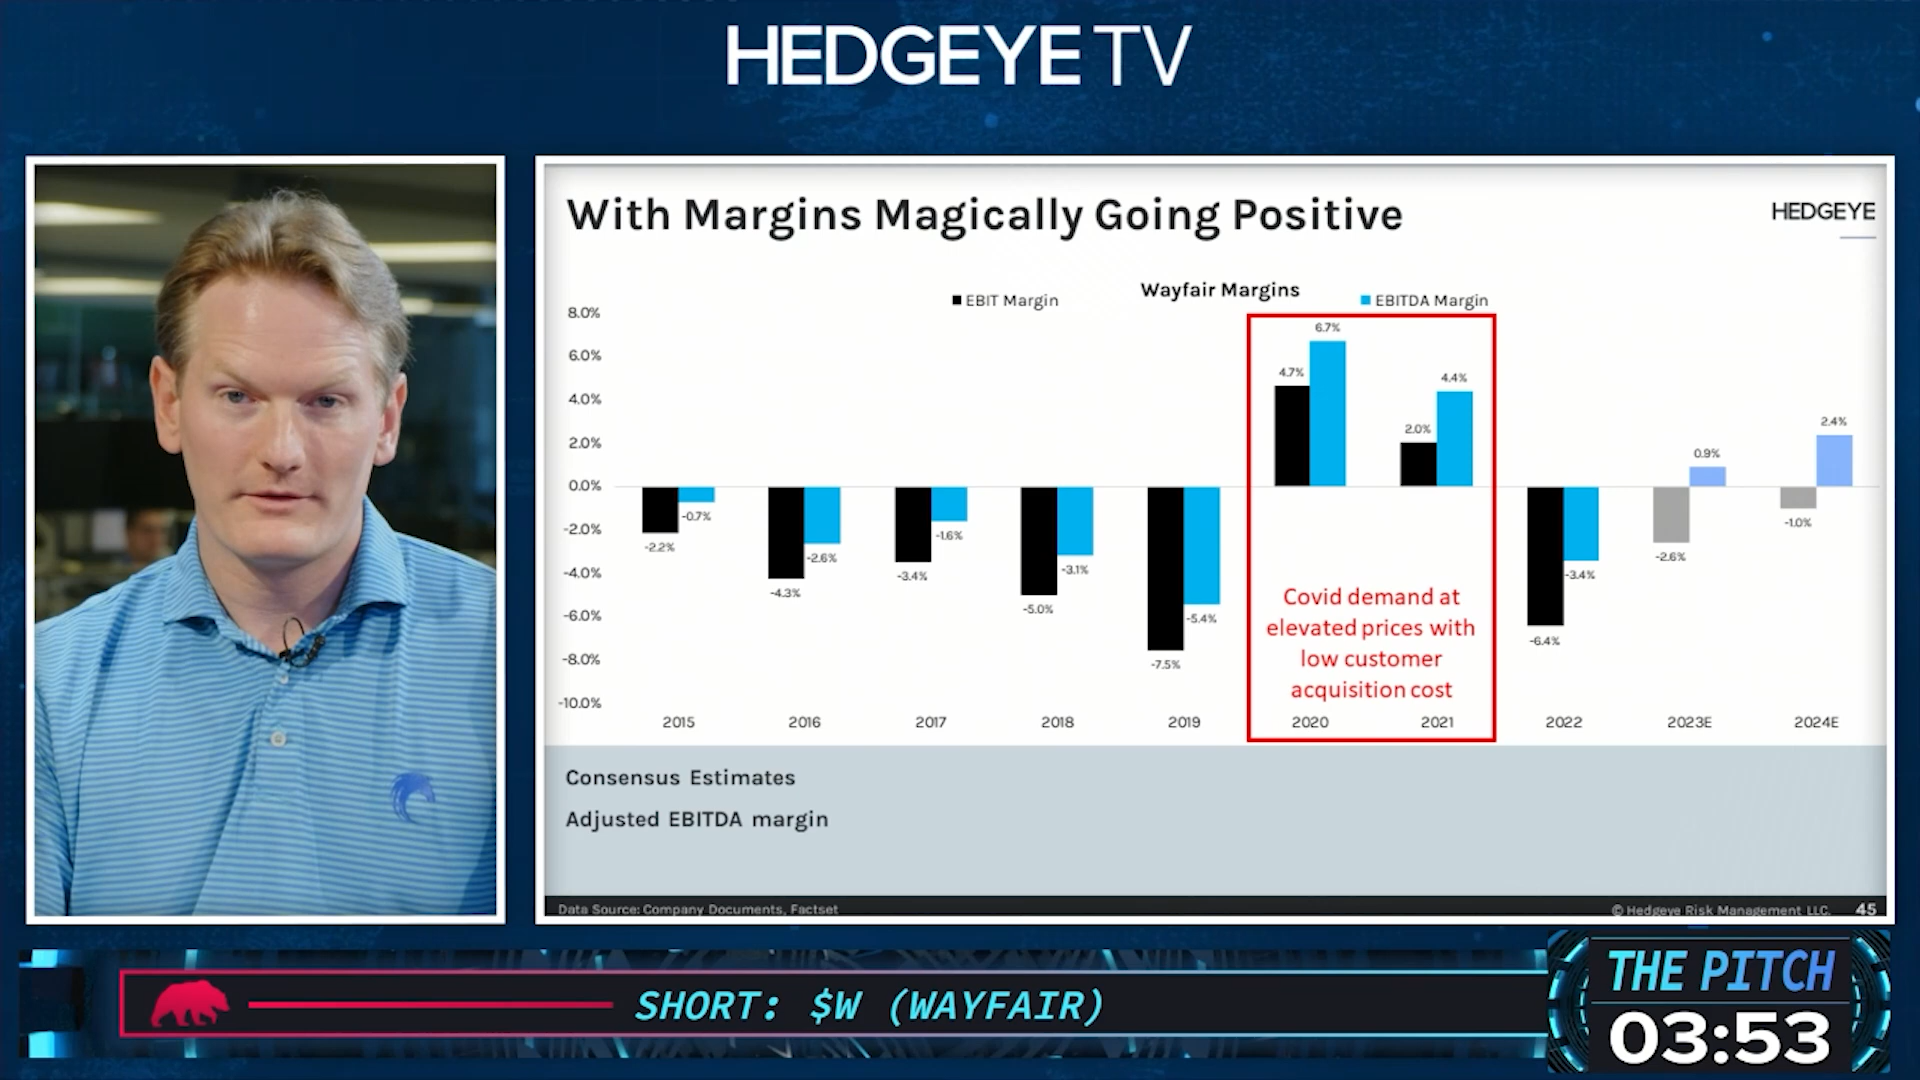 HEDGEYE TV
With Margins Magically Going Positive
HEDGEYE
Wayfair Margins
EBIT Margin
EBITDA Margin
8.0%
6.0%
4.0%
2.0%
0.0%
-2.0%
-4.0%
-6.0%
-8.0%
-10.0%
-2.2%
-0.7%
-4.3%
-2.6%
-3.4%
-1.6%
-5.0%
-3.1%
-7.5%
-5.4%
4.7%
6.7%
2.0%
4.4%
-6.4%
-3.4%
-2.6%
0.9%
-1.0%
2.4%
Covid demand at
elevated prices with
low customer
acquisition cost
2015
2016
2017
2018
2019
2020
2021
2022
2023E
2024E
Consensus Estimates
Adjusted EBITDA margin
Data Source: Company Documents, Factset
© Hedgeye Risk Management LLC.
45
SHORT: $W (WAYFAIR)
THE PITCH
03:53